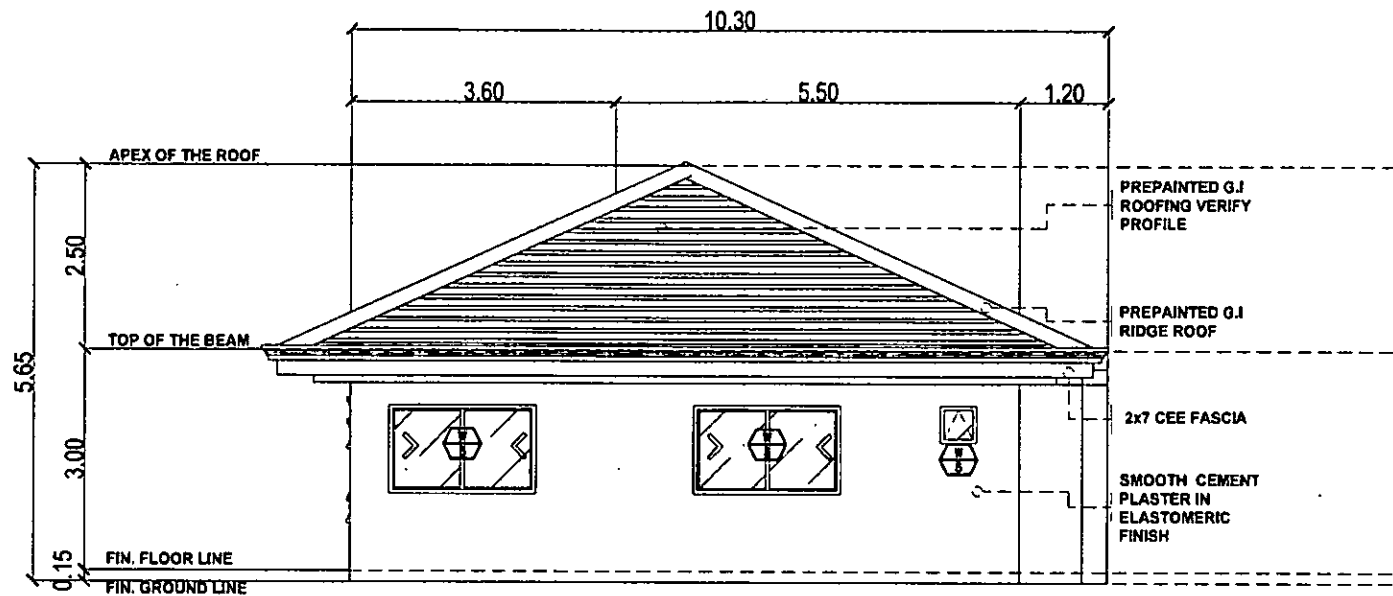 10.30
3.60
5.50
1.20
APEX OF THE ROOF
PREPAINTED G.I
ROOFING VERIFY
PROFILE
2.50
PREPAINTED G.I
RIDGE ROOF
TOP OF THE BEAM
5.65
2x7 CEE FASCIA
3.00
W
W
W
5
SMOOTH CEMENT
PLASTER IN
ELASTOMERIC
FINISH
0.15
FIN. FLOOR LINE
FIN. GROUND LINE